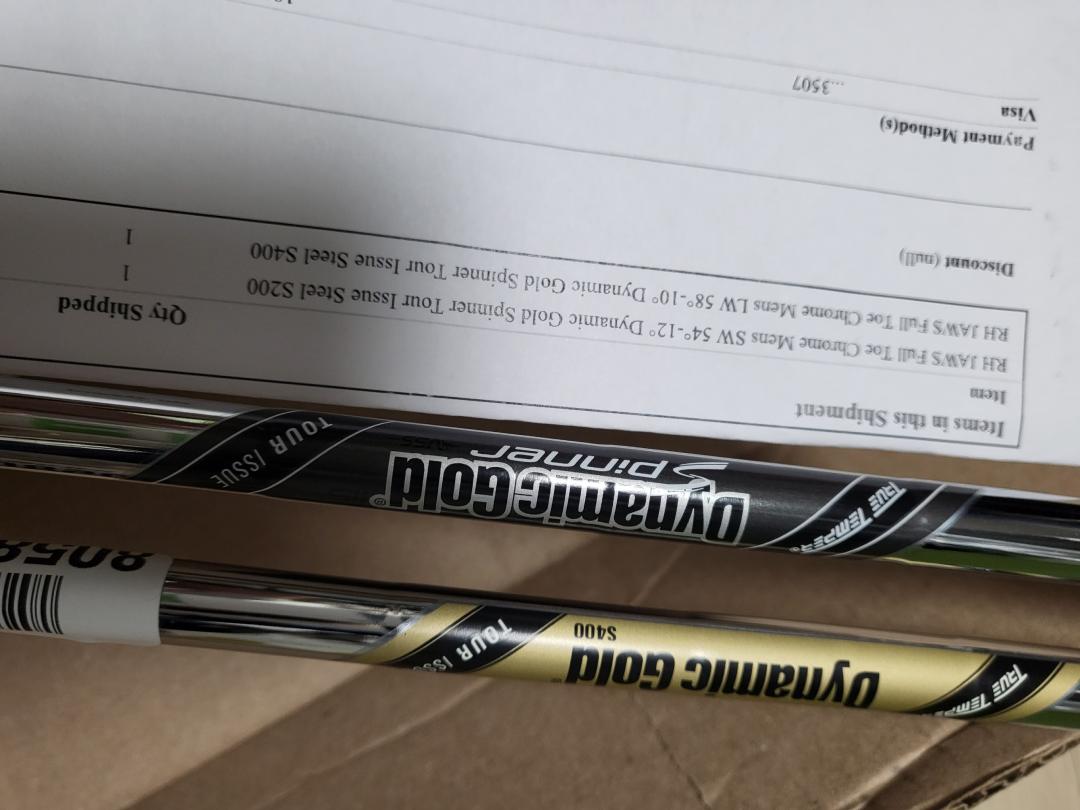 Items in this Shipment
Item Qty Shipped
RH JAWS Full Toe Chrome Mens SW 54°-12° Dynamic Gold Spinner Tour Issue Steel S200 1
RH JAWS Full Toe Chrome Mens LW 58°-10° Dynamic Gold Spinner Tour Issue Steel S400 1
Discount (null)
Payment Method(s)
Visa ...3507
TRUE TEMPER®
Dynamic Gold®
Spinner
TOUR ISSUE
TRUE TEMPER
Dynamic Gold
S400
TOUR ISS
8058